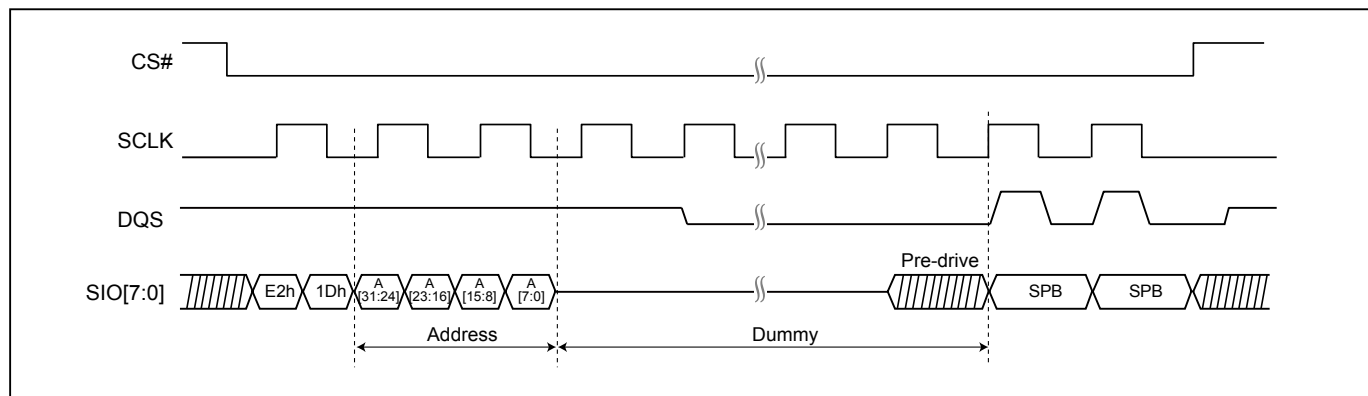 CS#
SCLK
DQS
Pre-drive
SIO[7:0]
E2h
1Dh
A
[31:24]
A
[23:16]
A
[15:8]
A
[7:0]
SPB
SPB
Address
Dummy